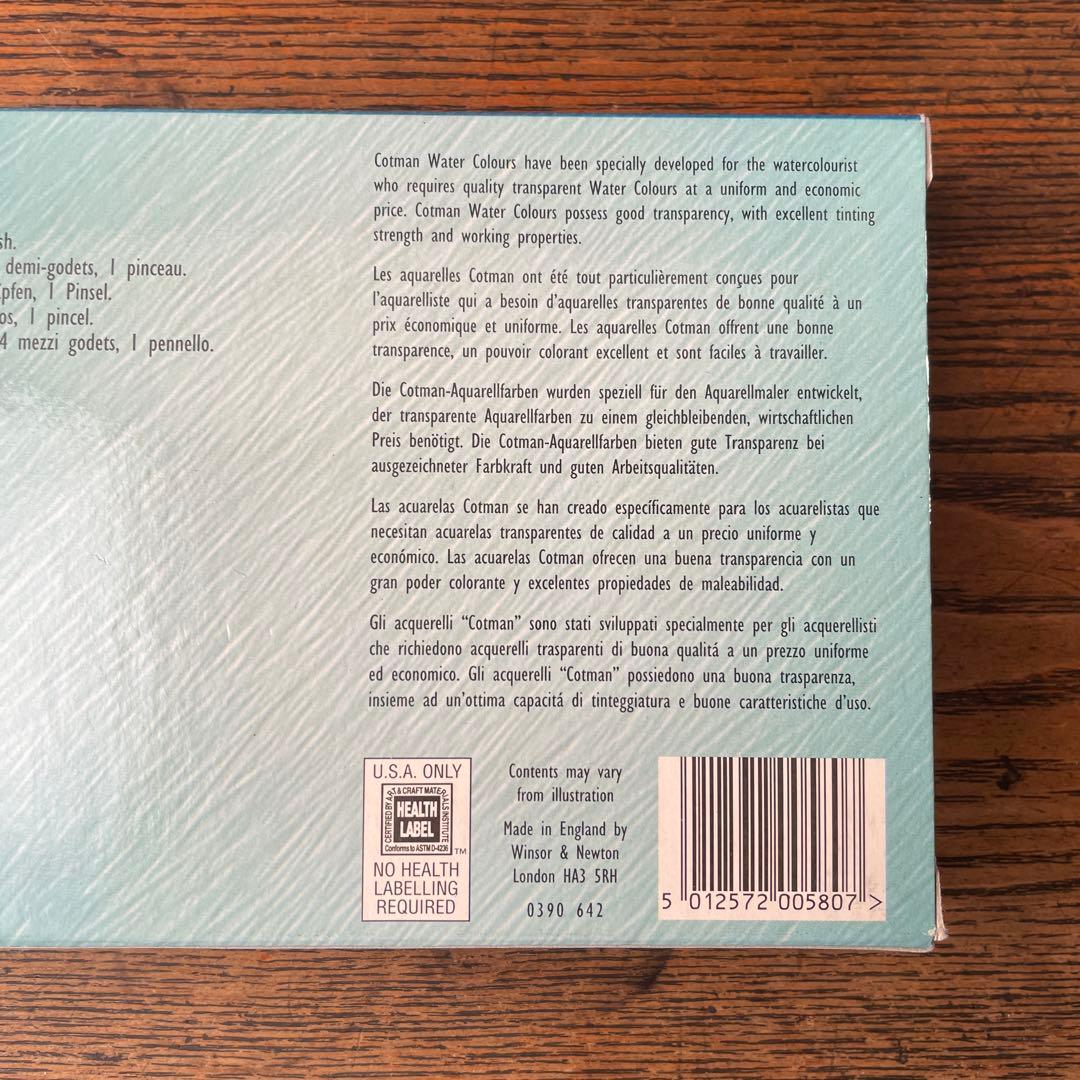 sh.
demi-godets, 1 pinceau.
pfen, 1 Pinsel.
os, 1 pincel.
4 mezzi godets, 1 pennello.
Cotman Water Colours have been specially developed for the watercolourist
who requires quality transparent Water Colours at a uniform and economic
price. Cotman Water Colours possess good transparency, with excellent tinting
strength and working properties.
Les aquarelles Cotman ont été tout particulièrement conçues pour
l'aquarelliste qui a besoin d'aquarelles transparentes de bonne qualité à un
prix économique et uniforme. Les aquarelles Cotman offrent une bonne
transparence, un pouvoir colorant excellent et sont faciles à travailler.
Die Cotman-Aquarellfarben wurden speziell für den Aquarellmaler entwickelt,
der transparente Aquarellfarben zu einem gleichbleibenden, wirtschaftlichen
Preis benötigt. Die Cotman-Aquarellfarben bieten gute Transparenz bei
ausgezeichneter Farbkraft und guten Arbeitsqualitäten.
Las acuarelas Cotman se han creado específicamente para los acuarelistas que
necesitan acuarelas transparentes de calidad a un precio uniforme y
económico. Las acuarelas Cotman ofrecen una buena transparencia con un
gran poder colorante y excelentes propiedades de maleabilidad.
Gli acquerelli “Cotman” sono stati sviluppati specialmente per gli acquerellisti
che richiedono acquerelli trasparenti di buona qualitá a un prezzo uniforme
ed economico. Gli acquerelli “Cotman” possiedono una buona trasparenza,
insieme ad un'ottima capacitá di tinteggiatura e buone caratteristiche d'uso.
U.S.A. ONLY
CERTIFIED BY ART & CRAFT MATERIALS INSTITUTE
HEALTH
LABEL
Conforms to ASTM D-4236
TM
NO HEALTH
LABELLING
REQUIRED
Contents may vary
from illustration
Made in England by
Winsor & Newton
London HA3 5RH
0390 642
5 012572 005807 >